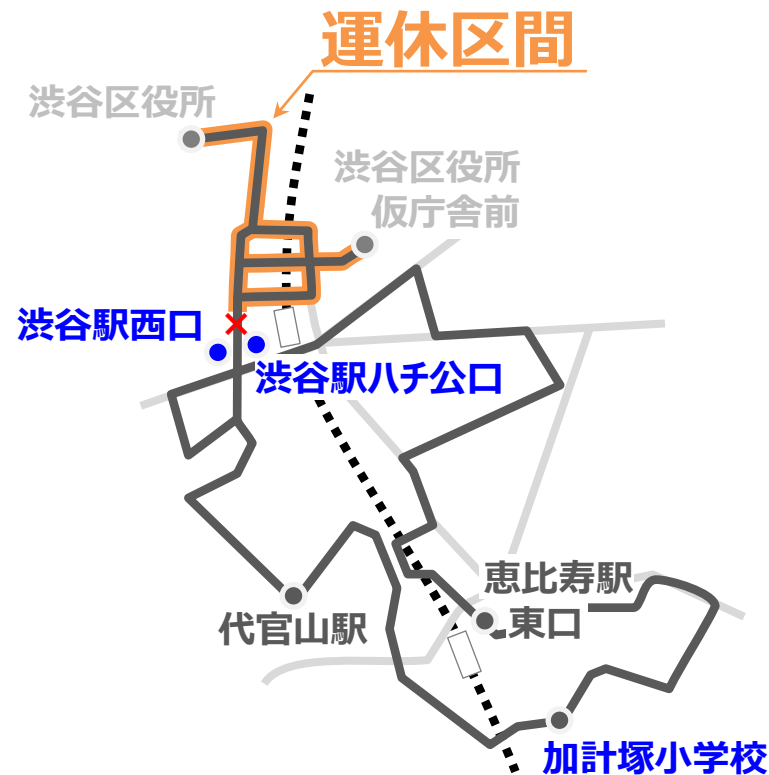 運休区間
渋谷区役所
渋谷区役所
仮庁舎前
渋谷駅西口
渋谷駅ハチ公口
恵比寿駅
東口
代官山駅
加計塚小学校